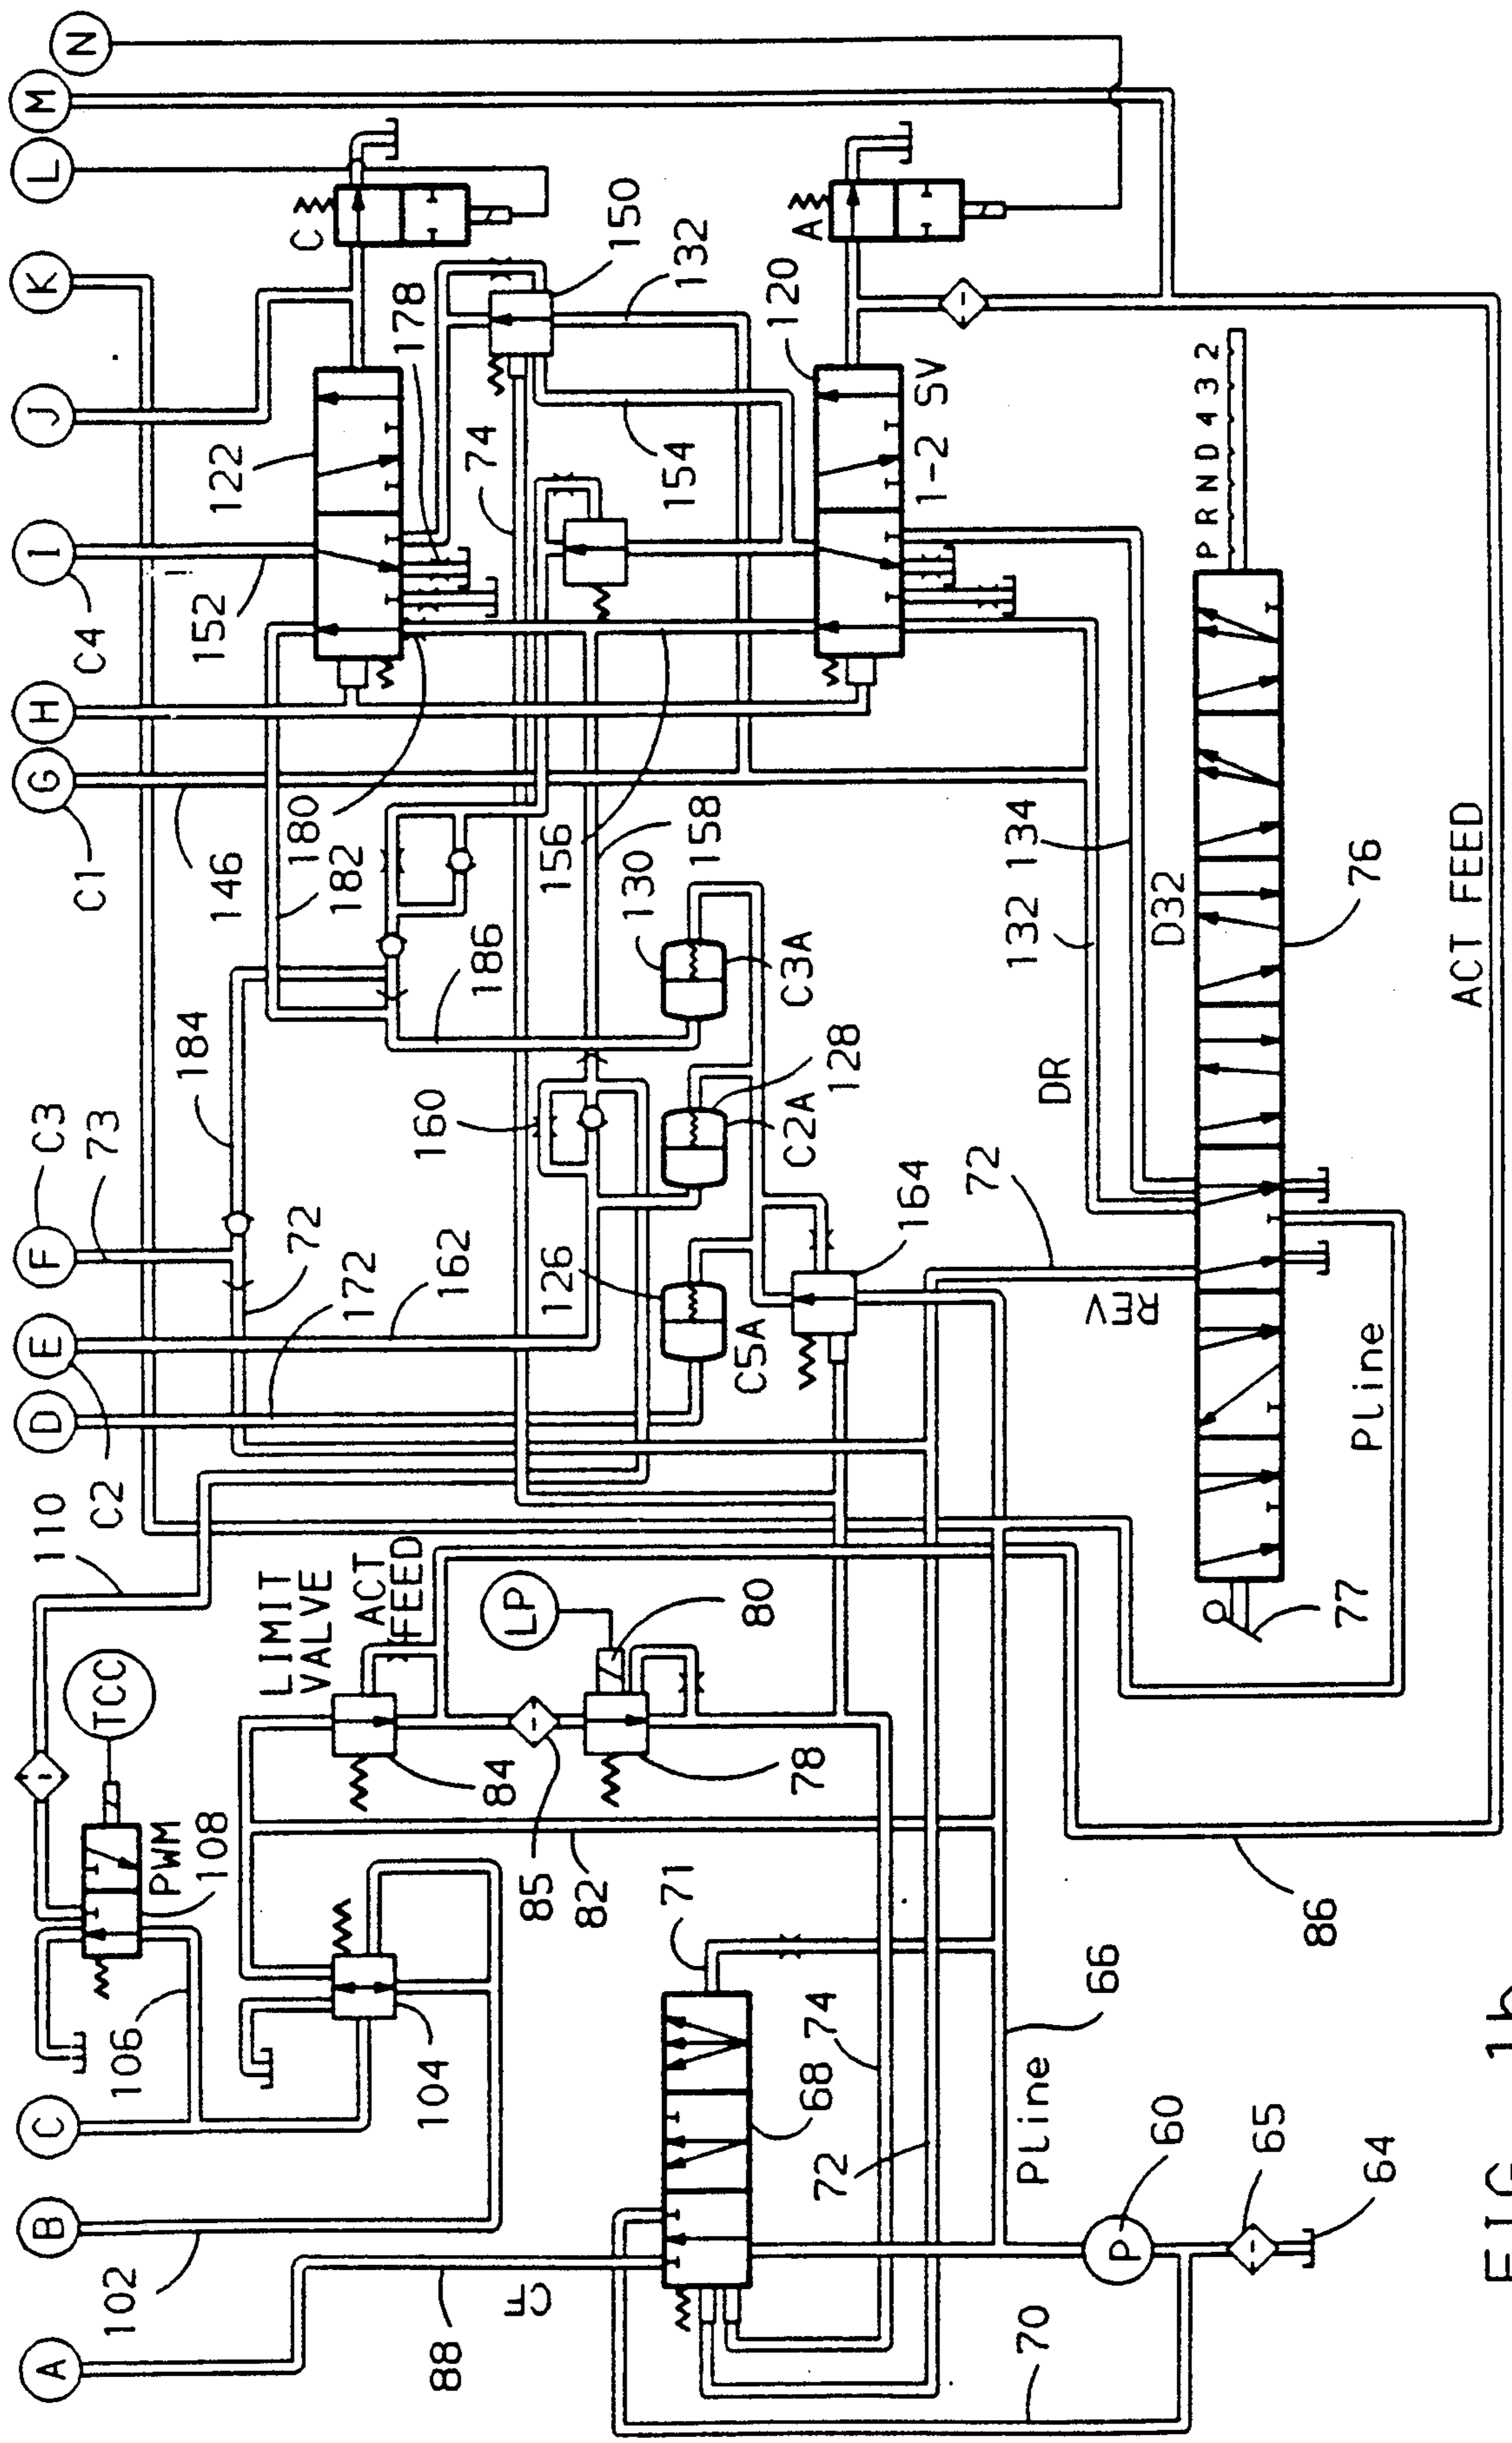 A
B
C
D
E
F
G
H
I
J
K
L
M
N
102
88
CF
106
PWM
108
TCC
110
C2
C3
73
C1
C4
104
LIMIT
VALVE
ACT
FEED
84
85
82
LP
80
78
71
68
74
72
70
PLine
66
P
60
65
64
86
172
162
72
184
160
126
C5A
C2A
128
130
C3A
158
156
186
182
180
146
152
122
178
74
C
150
132
154
120
A
1-2 SV
164
72
REV
DR
132
134
D32
PRND432
76
77
PLine
ACT FEED
FIG. 1b